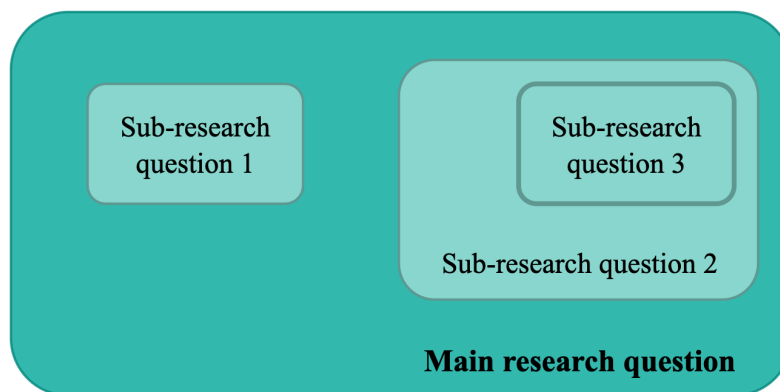 Sub-research
question 1
Sub-research
question 3
Sub-research question 2
Main research question